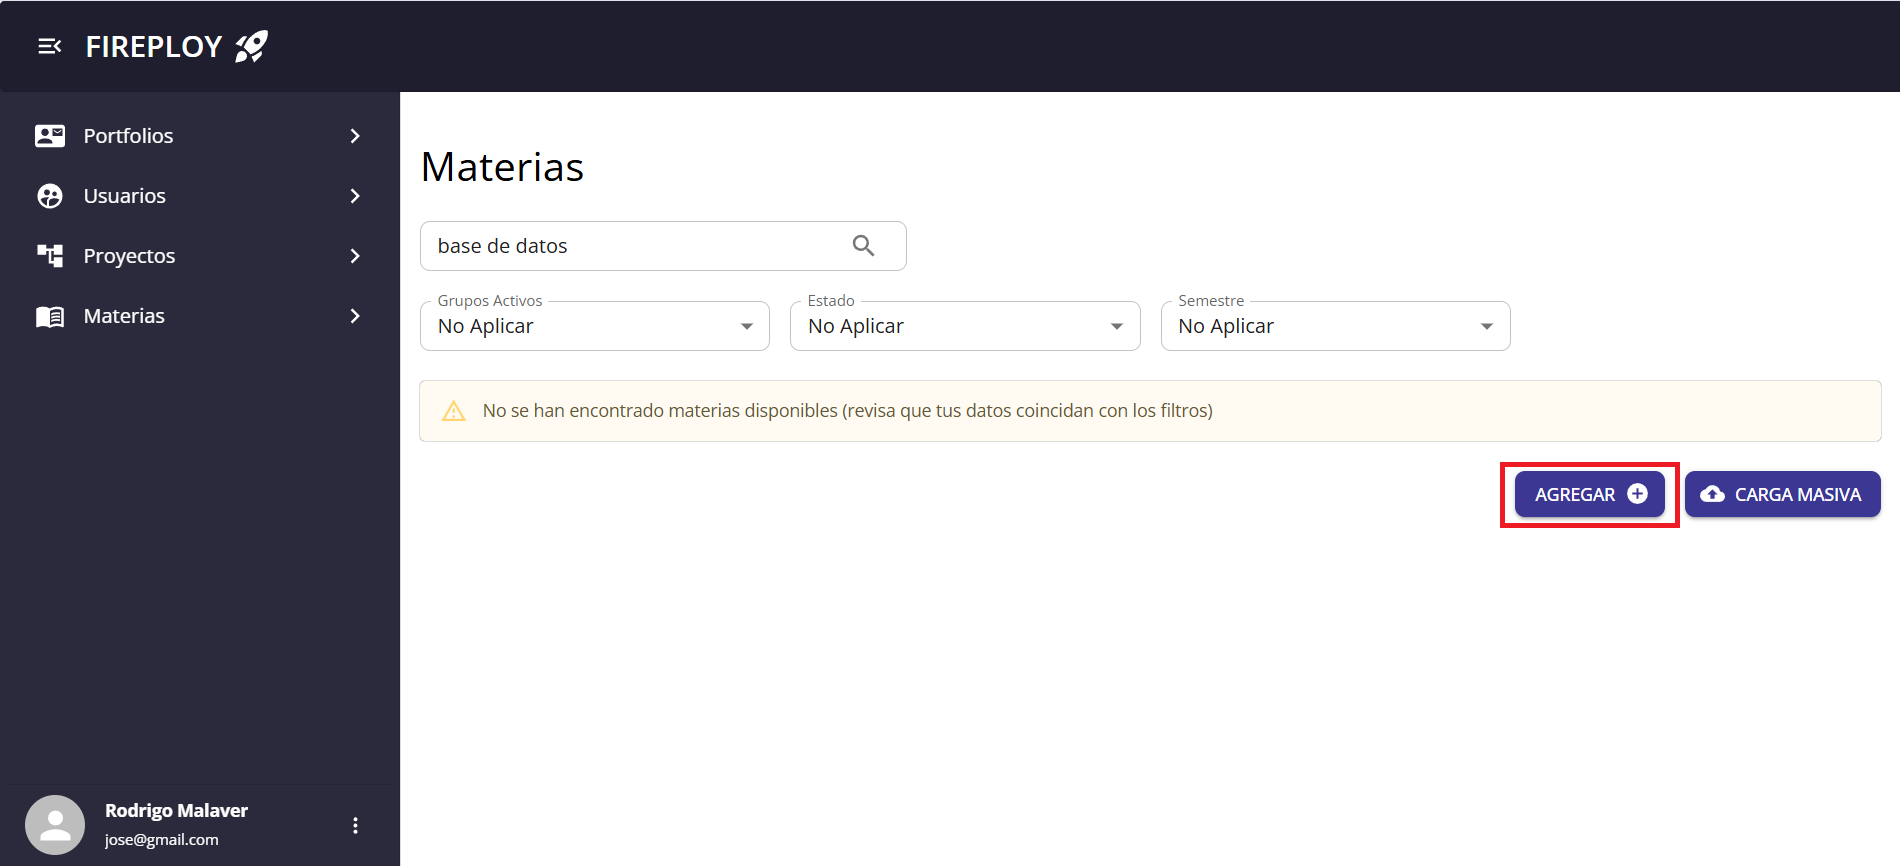 FIREPLOY
Portfolios
Usuarios
Proyectos
Materias
Rodrigo Malaver
jose@gmail.com
Materias
base de datos
Grupos Activos
No Aplicar
Estado
No Aplicar
Semestre
No Aplicar
No se han encontrado materias disponibles (revisa que tus datos coincidan con los filtros)
AGREGAR
CARGA MASIVA